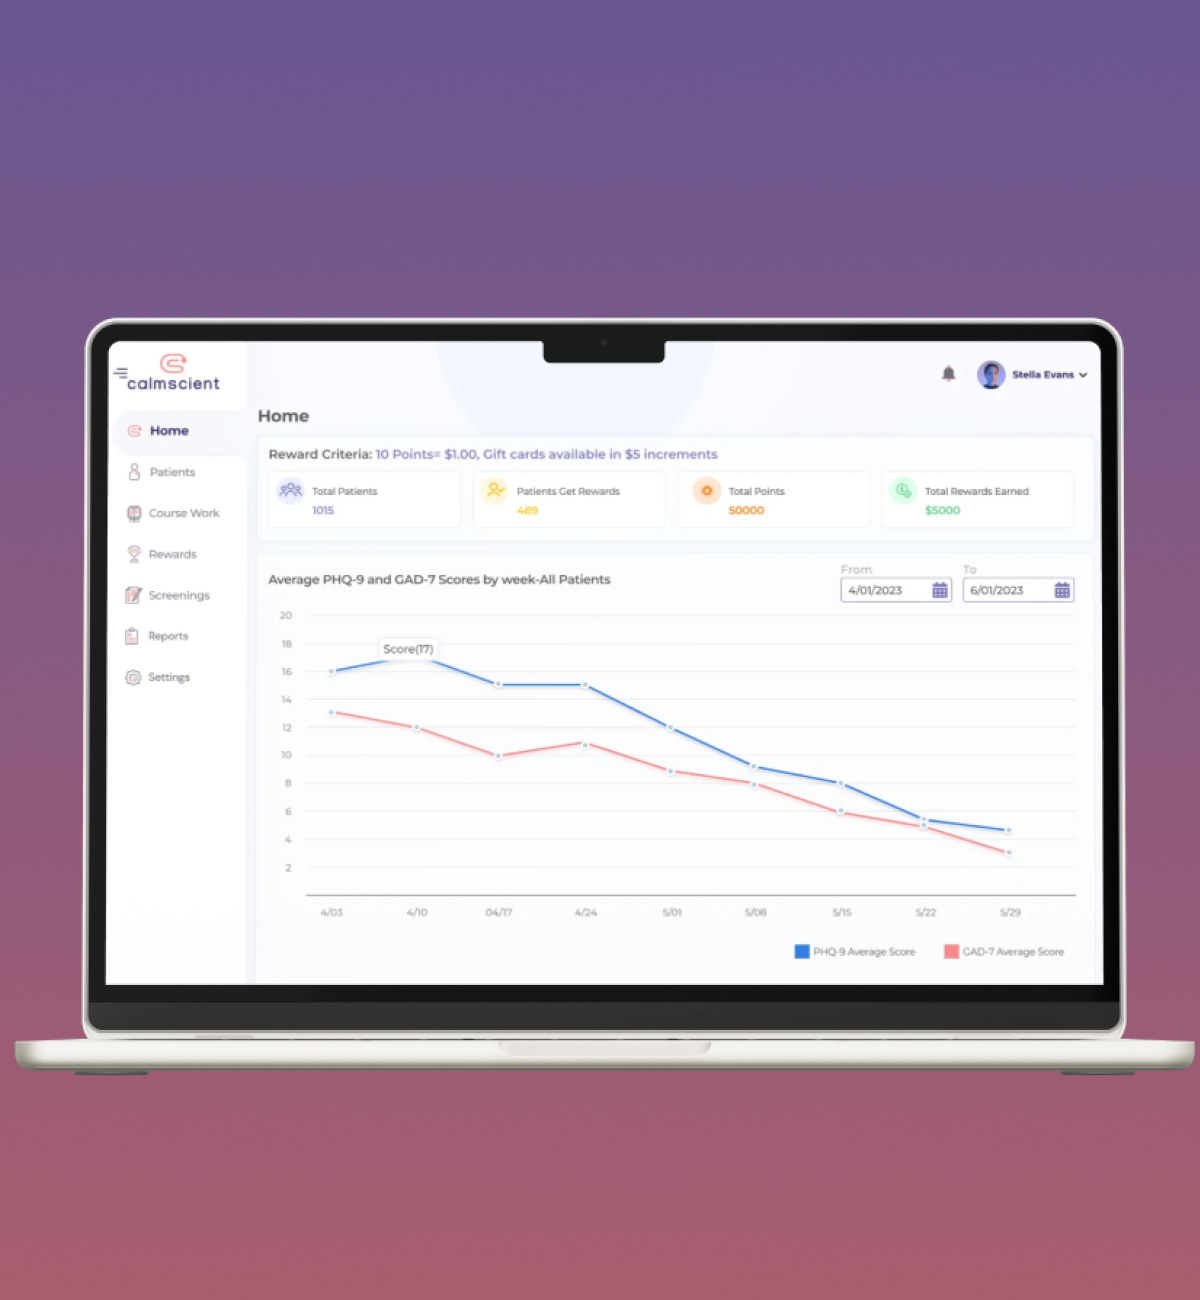 calmscient
Stella Evans
Home
Home
Patients
Course Work
Rewards
Screenings
Reports
Settings
Reward Criteria: 10 Points= $1.00, Gift cards available in $5 increments
Total Patients
1015
Patients Get Rewards
489
Total Points
50000
Total Rewards Earned
$5000
Average PHQ-9 and GAD-7 Scores by week-All Patients
From
4/01/2023
To
6/01/2023
20
18
16
14
12
10
8
6
4
2
Score(17)
4/03 4/10 04/17 4/24 5/01 5/08 5/15 5/22 5/29
PHQ-9 Average Score
GAD-7 Average Score